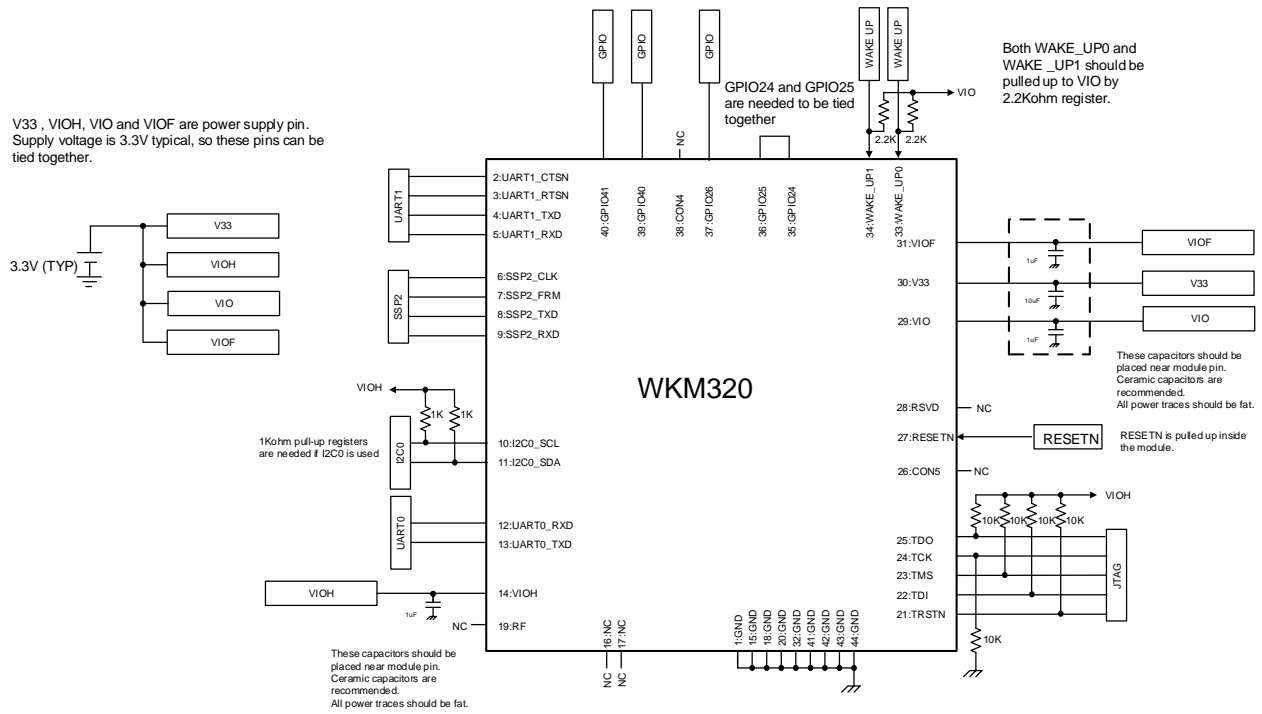 GPIO
GPIO
GPIO
WAKE UP
WAKE UP
Both WAKE_UP0 and
WAKE _UP1 should be
pulled up to VIO by
2.2Kohm register.
GPIO24 and GPIO25
are needed to be tied
together
VIO
2.2K
2.2K
NC
V33 , VIOH, VIO and VIOF are power supply pin.
Supply voltage is 3.3V typical, so these pins can be
tied together.
3.3V (TYP)
V33
VIOH
VIO
VIOF
UART1
2:UART1_CTSN
3:UART1_RTSN
4:UART1_TXD
5:UART1_RXD
SSP2
6:SSP2_CLK
7:SSP2_FRM
8:SSP2_TXD
9:SSP2_RXD
VIOH
1K
1K
1Kohm pull-up registers
are needed if I2C0 is used
I2C0
10:I2C0_SCL
11:I2C0_SDA
UART0
12:UART0_RXD
13:UART0_TXD
VIOH
1uF
14:VIOH
NC
19:RF
These capacitors should be
placed near module pin.
Ceramic capacitors are
recommended.
All power traces should be fat.
40:GPIO41
39:GPIO40
38:CON4
37:GPIO26
36:GPIO25
35:GPIO24
34:WAKE_UP1
33:WAKE_UP0
WKM320
16:NC
17:NC
NC
NC
1:GND
15:GND
18:GND
20:GND
32:GND
41:GND
42:GND
43:GND
44:GND
31:VIOF
1uF
VIOF
30:V33
10uF
V33
29:VIO
1uF
VIO
These capacitors should be
placed near module pin.
Ceramic capacitors are
recommended.
All power traces should be fat.
28:RSVD
NC
27:RESETN
RESETN
RESETN is pulled up inside
the module.
26:CON5
NC
VIOH
10K
10K
10K
10K
25:TDO
24:TCK
23:TMS
22:TDI
21:TRSTN
JTAG
10K